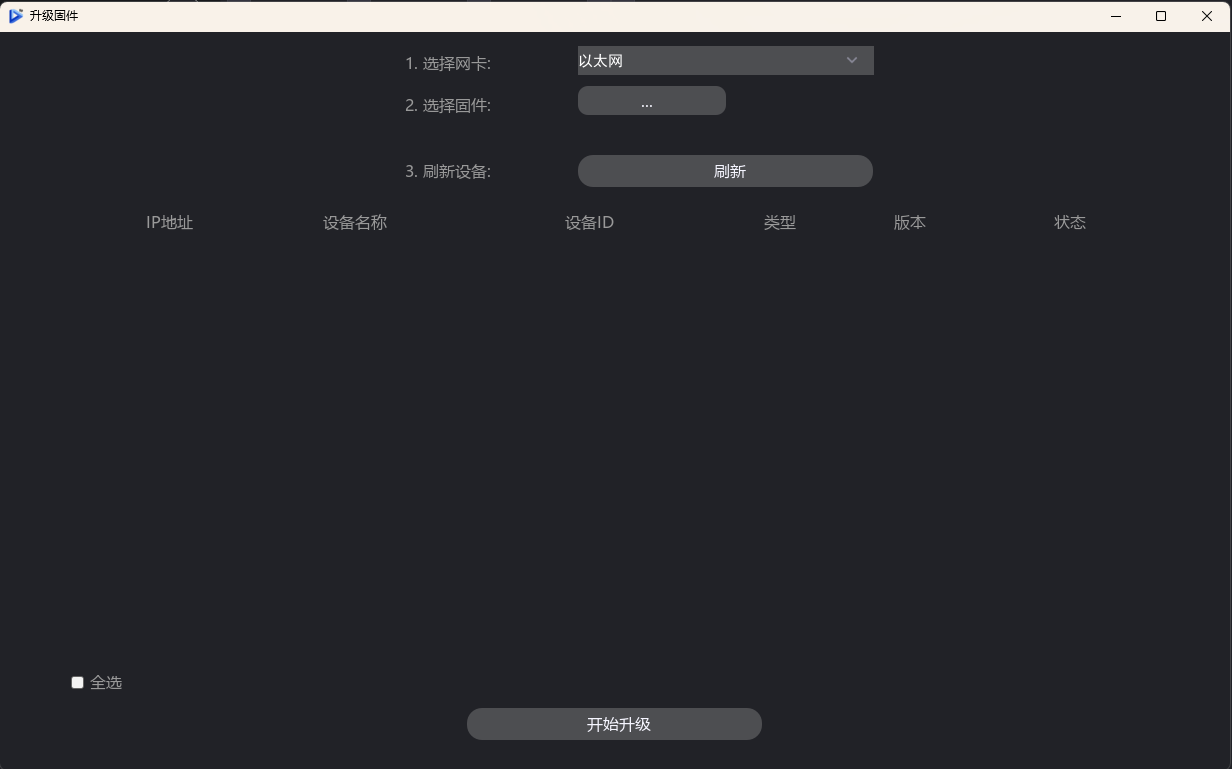 升级固件
1. 选择网卡: 以太网
2. 选择固件: ...
3. 刷新设备: 刷新
IP地址 设备名称 设备ID 类型 版本 状态
全选
开始升级